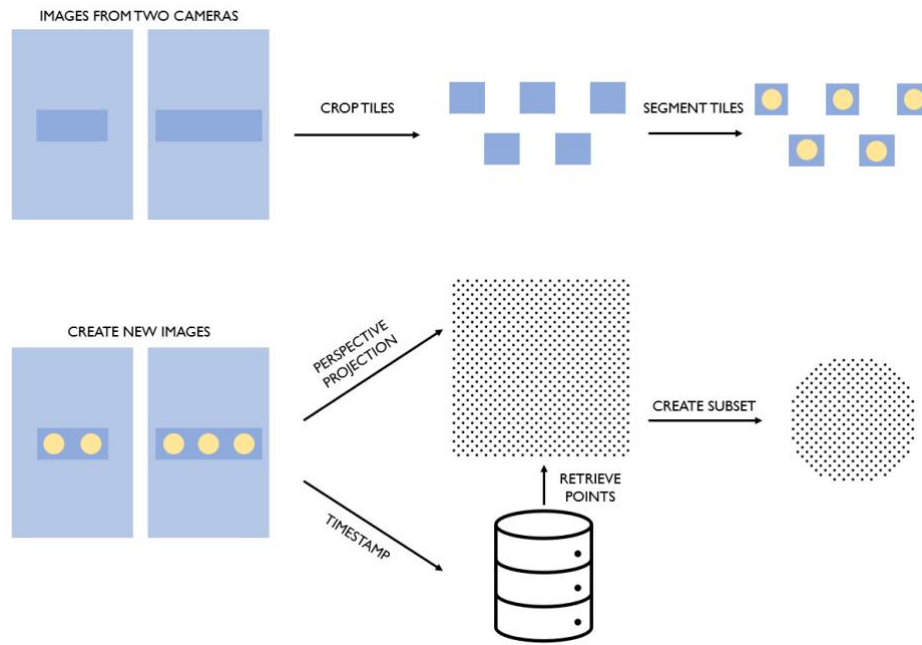 IMAGES FROM TWO CAMERAS
CROP TILES
SEGMENT TILES
CREATE NEW IMAGES
PERSPECTIVE
PROJECTION
CREATE SUBSET
RETRIEVE
POINTS
TIMESTAMP